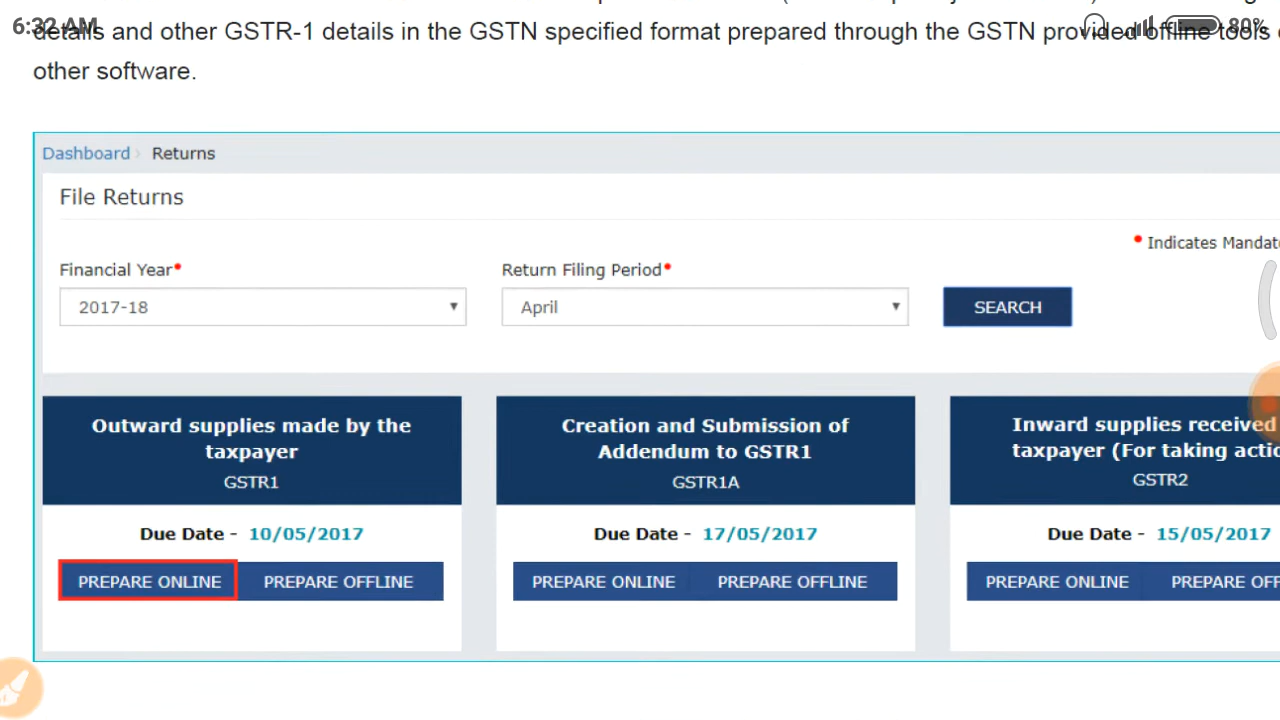 6:32 AM 80%
details and other GSTR-1 details in the GSTN specified format prepared through the GSTN provided offline tools
other software.
Dashboard › Returns
File Returns
• Indicates Mandat
Financial Year• Return Filing Period•
2017-18 April SEARCH
Outward supplies made by the taxpayer
GSTR1
Due Date - 10/05/2017
PREPARE ONLINE PREPARE OFFLINE
Creation and Submission of
Addendum to GSTR1
GSTR1A
Due Date - 17/05/2017
PREPARE ONLINE PREPARE OFFLINE
Inward supplies received
taxpayer (For taking actio
GSTR2
Due Date - 15/05/2017
PREPARE ONLINE PREPARE OFF